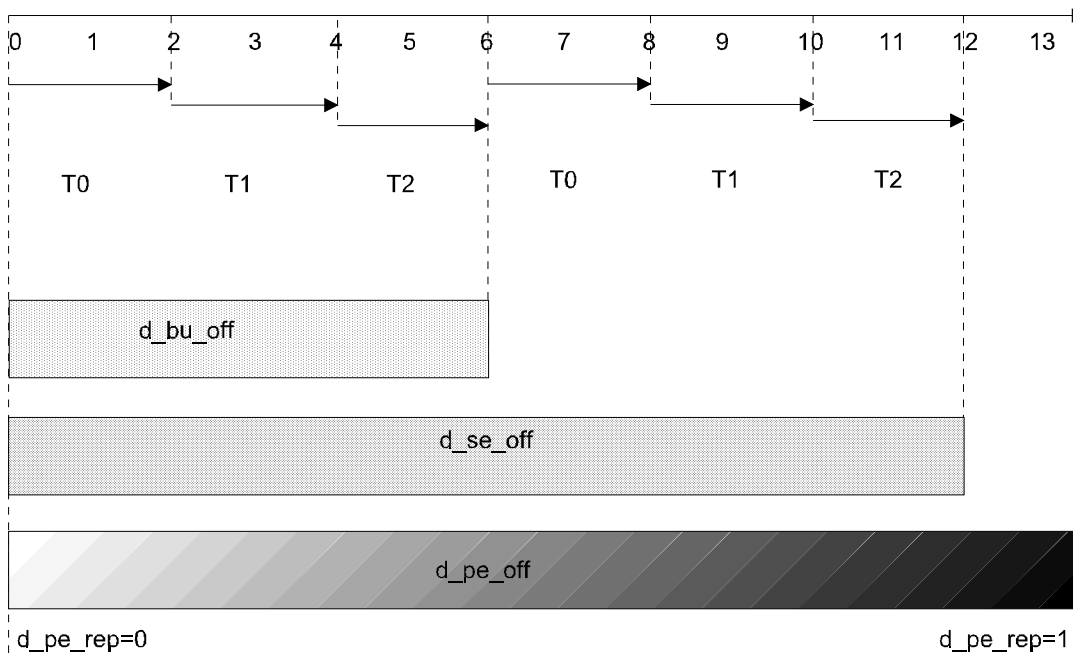 0 1 2 3 4 5 6 7 8 9 10 11 12 13
T0 T1 T2 T0 T1 T2
d_bu_off
d_se_off
d_pe_off
d_pe_rep=0 d_pe_rep=1